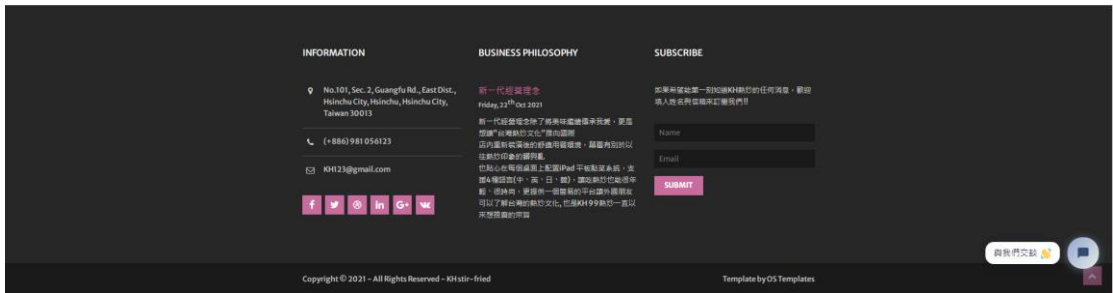 INFORMATION
No.101, Sec. 2, Guangfu Rd., East Dist.,
Hsinchu City, Hsinchu, Hsinchu City,
Taiwan 30013
(+886) 981 056123
KH123@gmail.com
BUSINESS PHILOSOPHY
新一代經營理念
Friday, 22th Oct 2021
新一代經營理念除了將美味繼續傳承我爸,更是
想讓"台灣熱炒文化"推向國際
店內重新裝潢後的舒適用餐環境,顛覆有別於以
往熱炒印象的髒與亂
也貼心在每個桌面上配置iPad 平板點菜系統,支
援4種語言(中、英、日、韓),讓吃熱炒也能很年
輕、很時尚,更提供一個簡易的平台讓外國朋友
可以了解台灣的熱炒文化, 也是KH99熱炒一直以
來想推廣的宗旨
SUBSCRIBE
如果希望能第一刻知道KH熱炒的任何消息,歡迎
填入姓名與信箱來訂閱我們!!
Name
Email
SUBMIT
與我們交談 👋
Copyright © 2021 - All Rights Reserved - KH stir-fried
Template by OS Templates